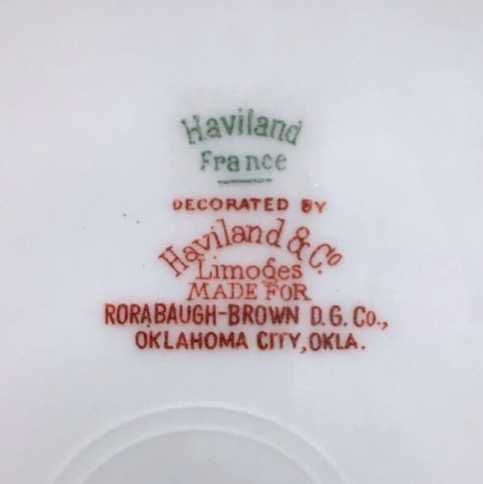 Haviland
France
DECORATED BY
Haviland & Co
Limoges
MADE FOR
RORABAUGH-BROWN D.G. Co.,
OKLAHOMA CITY, OKLA.